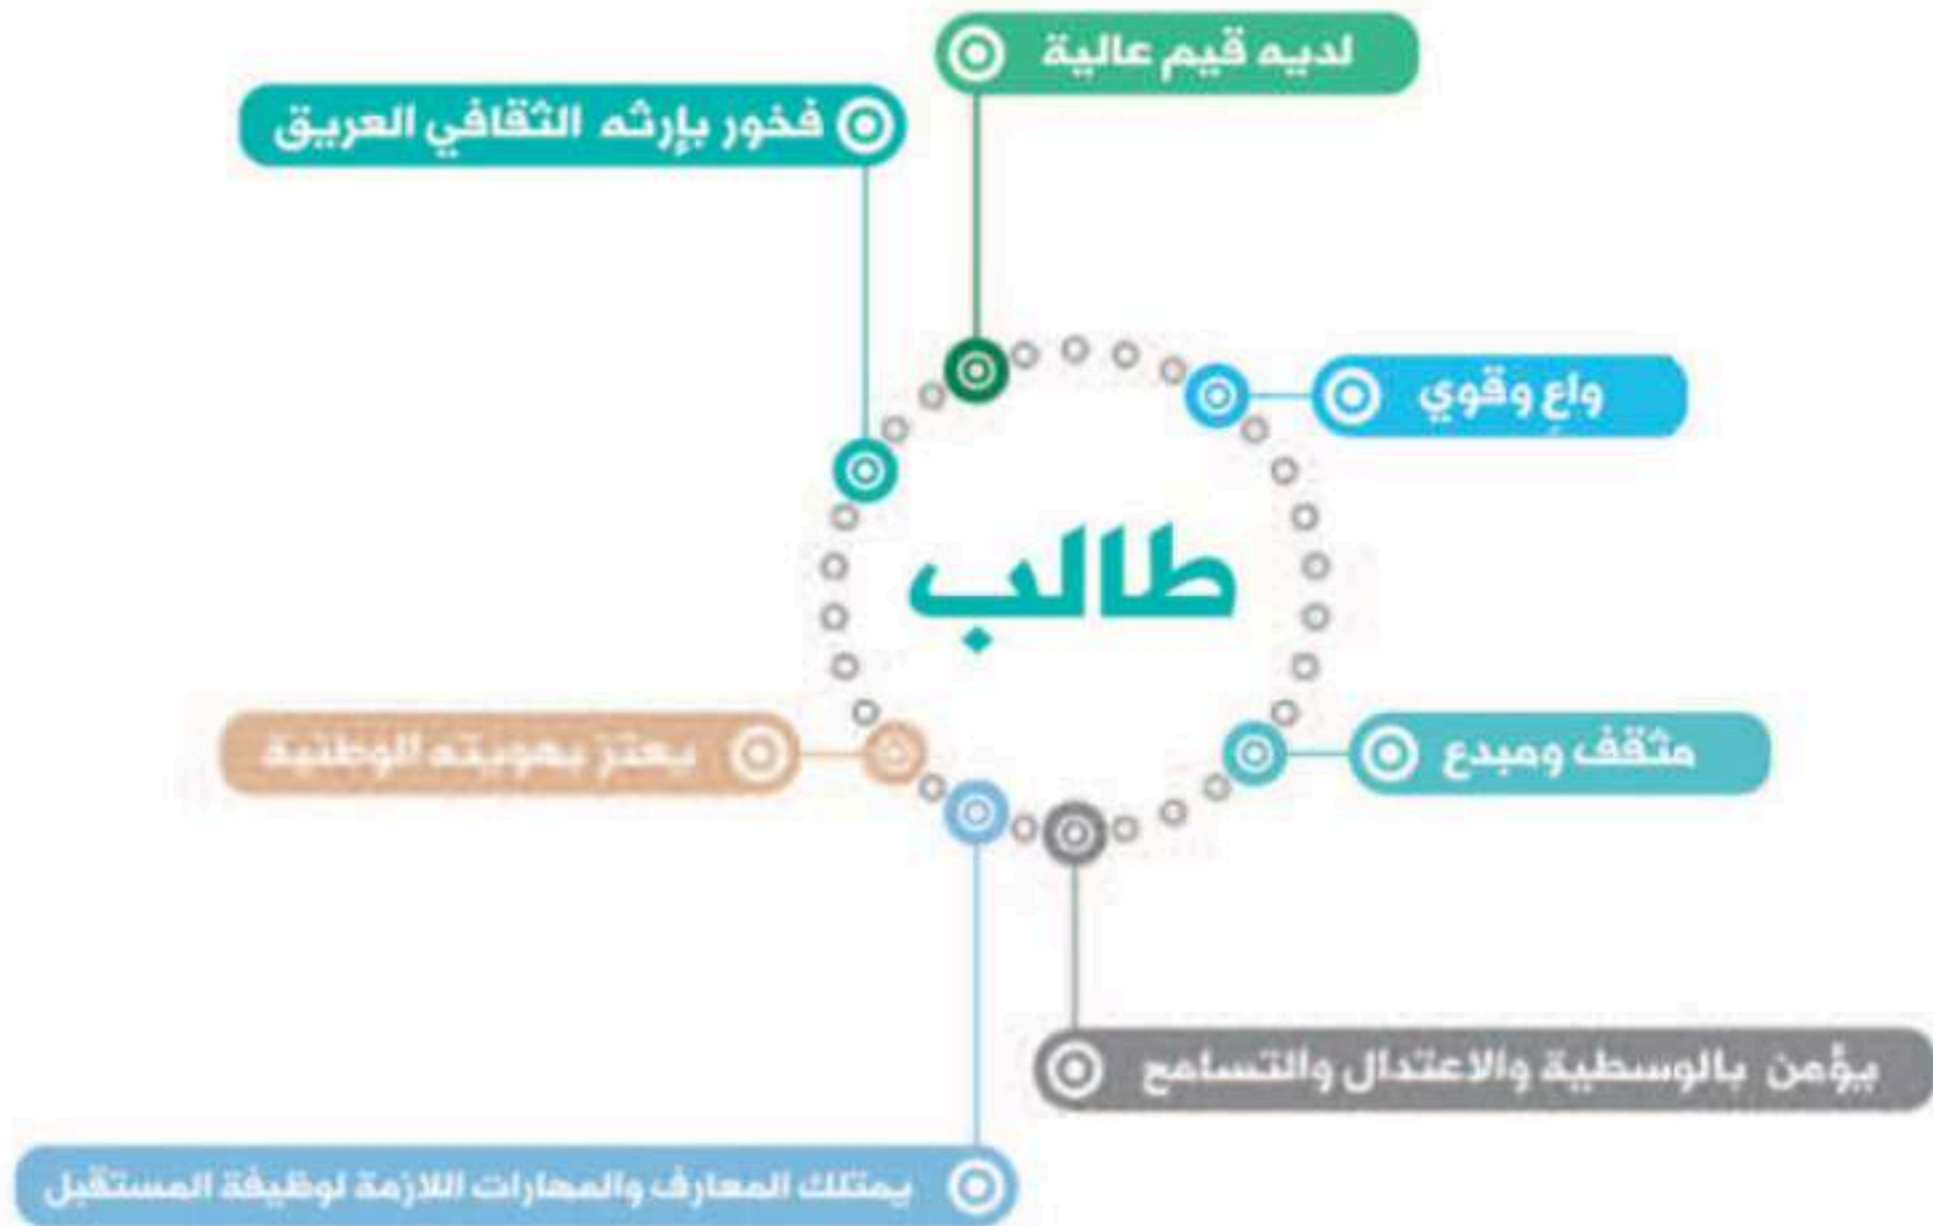 لديه قيم عالية
فخور بإرثه الثقافي العريق
واعٍ وقوي
طالب
مثقف ومبدع
يعتز بهويته الوطنية
يؤمن بالوسطية والاعتدال والتسامح
يمتلك المعارف والمهارات اللازمة لوظيفة المستقبل